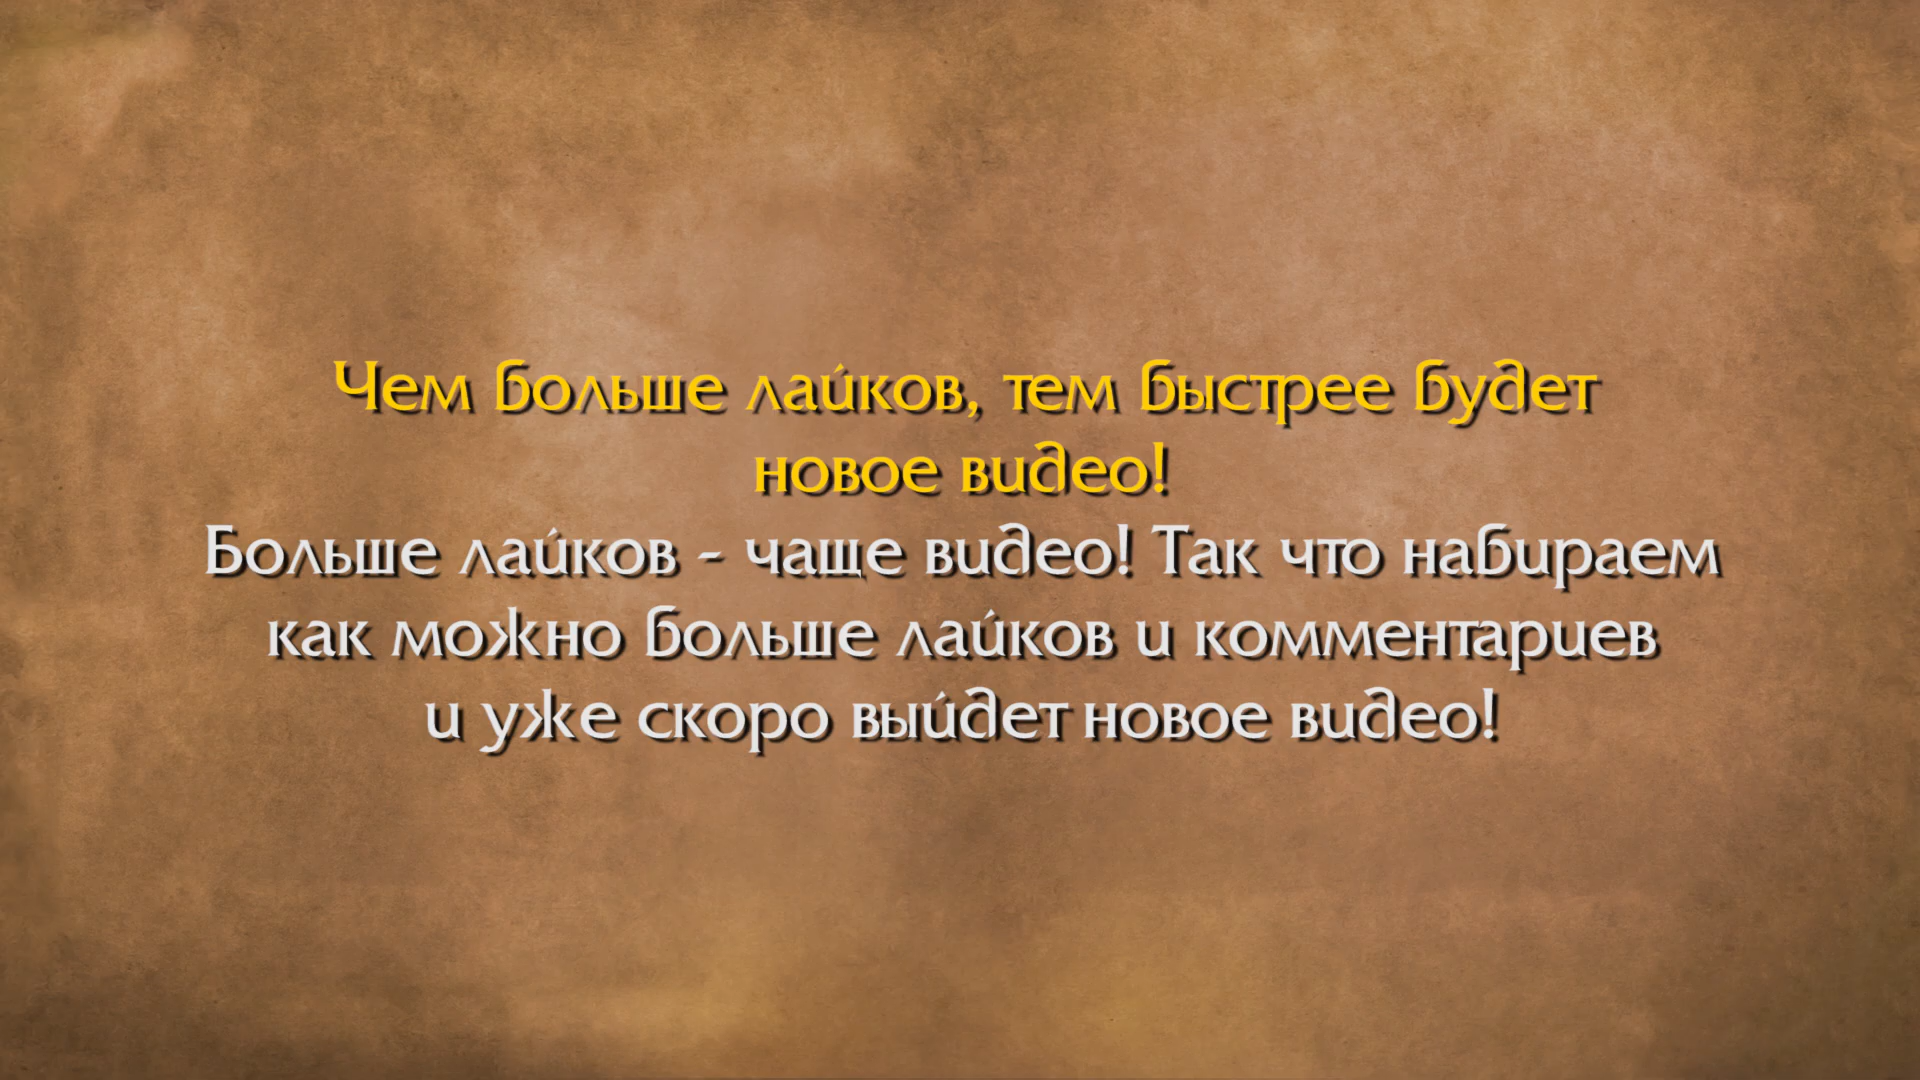 Чем больше лайков, тем быстрее будет
новое видео!
Больше лайков - чаще видео! Так что набираем
как можно больше лайков и комментариев
и уже скоро выйдет новое видео!